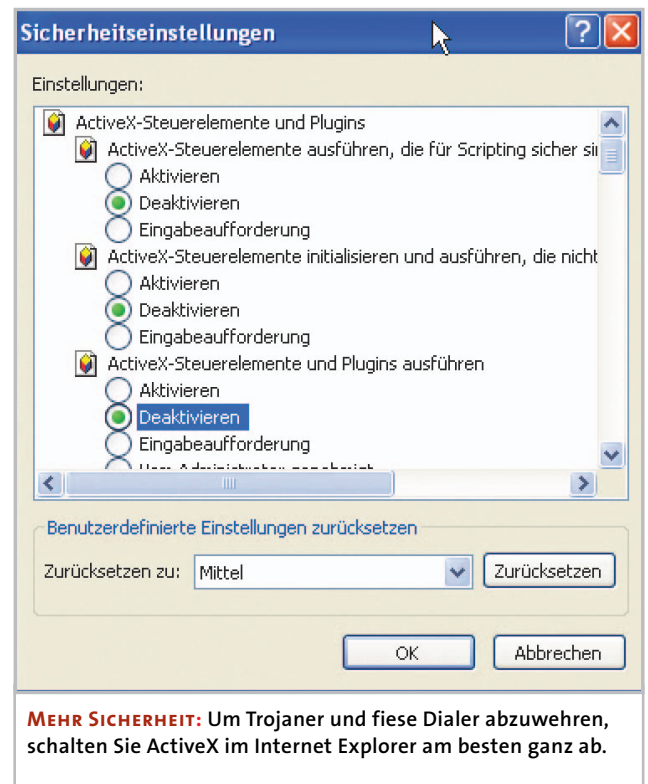 Sicherheitseinstellungen
Einstellungen:
ActiveX-Steuerelemente und Plugins
ActiveX-Steuerelemente ausführen, die für Scripting sicher
Aktivieren
Deaktivieren
Eingabeaufforderung
ActiveX-Steuerelemente initialisieren und ausführen, die nicht
Aktivieren
Deaktivieren
Eingabeaufforderung
ActiveX-Steuerelemente und Plugins ausführen
Aktivieren
Deaktivieren
Eingabeaufforderung
Benutzerdefinierte Einstellungen zurücksetzen
Zurücksetzen zu: Mittel Zurücksetzen
OK Abbrechen
MEHR SICHERHEIT: Um Trojaner und fiese Dialer abzuwehren,
schalten Sie ActiveX im Internet Explorer am besten ganz ab.